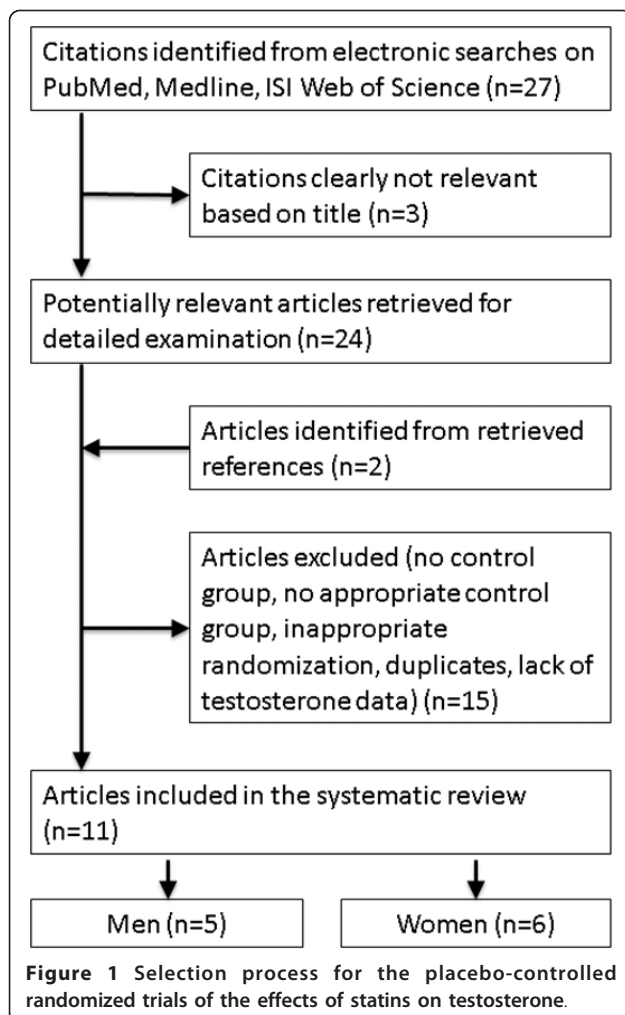 Citations identified from electronic searches on
PubMed, Medline, ISI Web of Science (n=27)
Citations clearly not relevant
based on title (n=3)
Potentially relevant articles retrieved for
detailed examination (n=24)
Articles identified from retrieved
references (n=2)
Articles excluded (no control
group, no appropriate control
group, inappropriate
randomization, duplicates, lack of
testosterone data) (n=15)
Articles included in the systematic review
(n=11)
Men (n=5)
Women (n=6)
Figure 1 Selection process for the placebo-controlled
randomized trials of the effects of statins on testosterone.